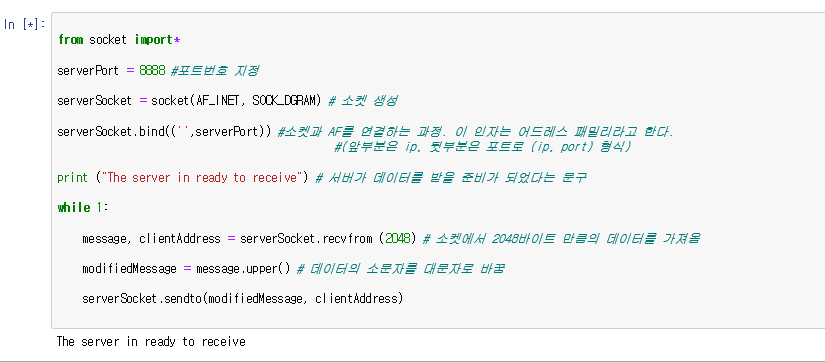 In [*]:
from socket import*
serverPort = 8888 #포트번호 지정
serverSocket = socket(AF_INET, SOCK_DGRAM) # 소켓 생성
serverSocket.bind(('',serverPort)) #소켓과 AF를 연결하는 과정. 이 인자는 어드레스 패밀리라고 한다.
#(앞부분은 ip, 뒷부분은 포트로 (ip, port) 형식)
print ("The server in ready to receive") # 서버가 데이터를 받을 준비가 되었다는 문구
while 1:
message, clientAddress = serverSocket.recvfrom (2048) # 소켓에서 2048바이트 만큼의 데이터를 가져옴
modifiedMessage = message.upper() # 데이터의 소문자를 대문자로 바꿈
serverSocket.sendto(modifiedMessage, clientAddress)
The server in ready to receive